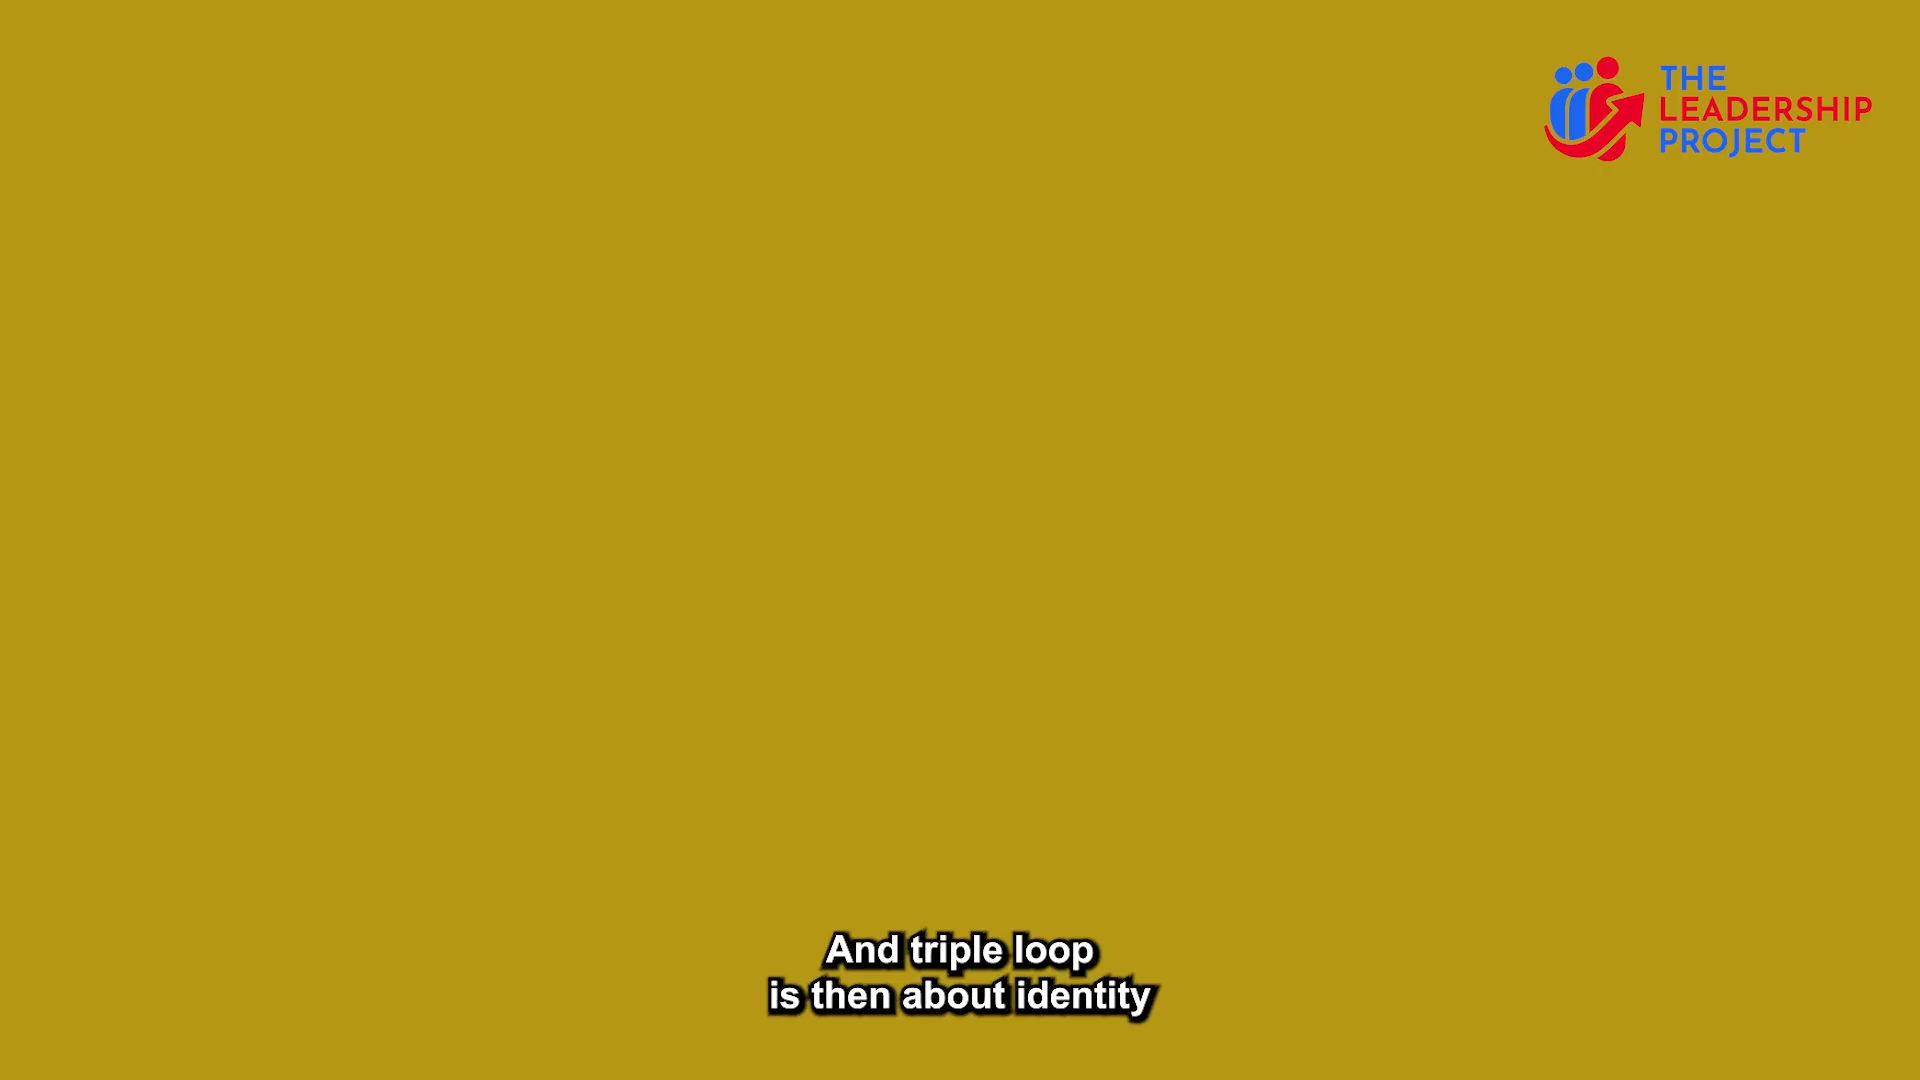 THE
LEADERSHIP
PROJECT
And triple loop
is then about identity